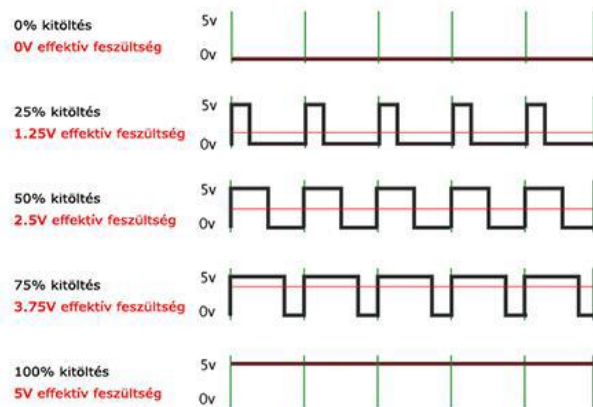 0% kitöltés
0V effektív feszültség
5v
0v
25% kitöltés
1.25V effektív feszültség
5v
0v
50% kitöltés
2.5V effektív feszültség
5v
0v
75% kitöltés
3.75V effektív feszültség
5v
0v
100% kitöltés
5V effektív feszültség
5v
0v